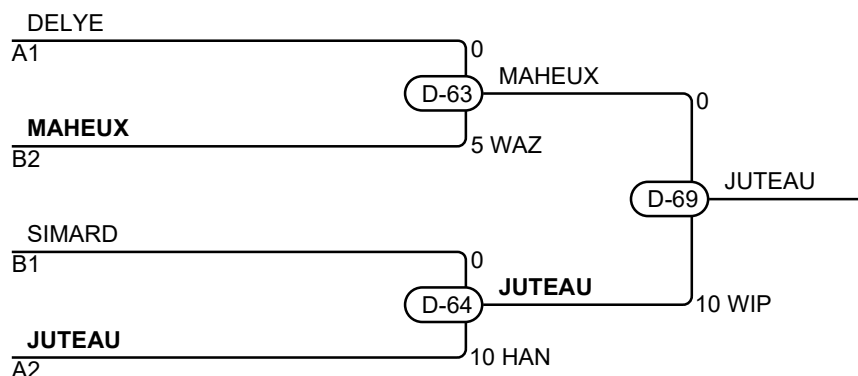 DELYE
A1
0
D-63
MAHEUX
0
MAHEUX
B2
5 WAZ
D-69
JUTEAU
SIMARD
B1
0
D-64
JUTEAU
10 WIP
JUTEAU
A2
10 HAN